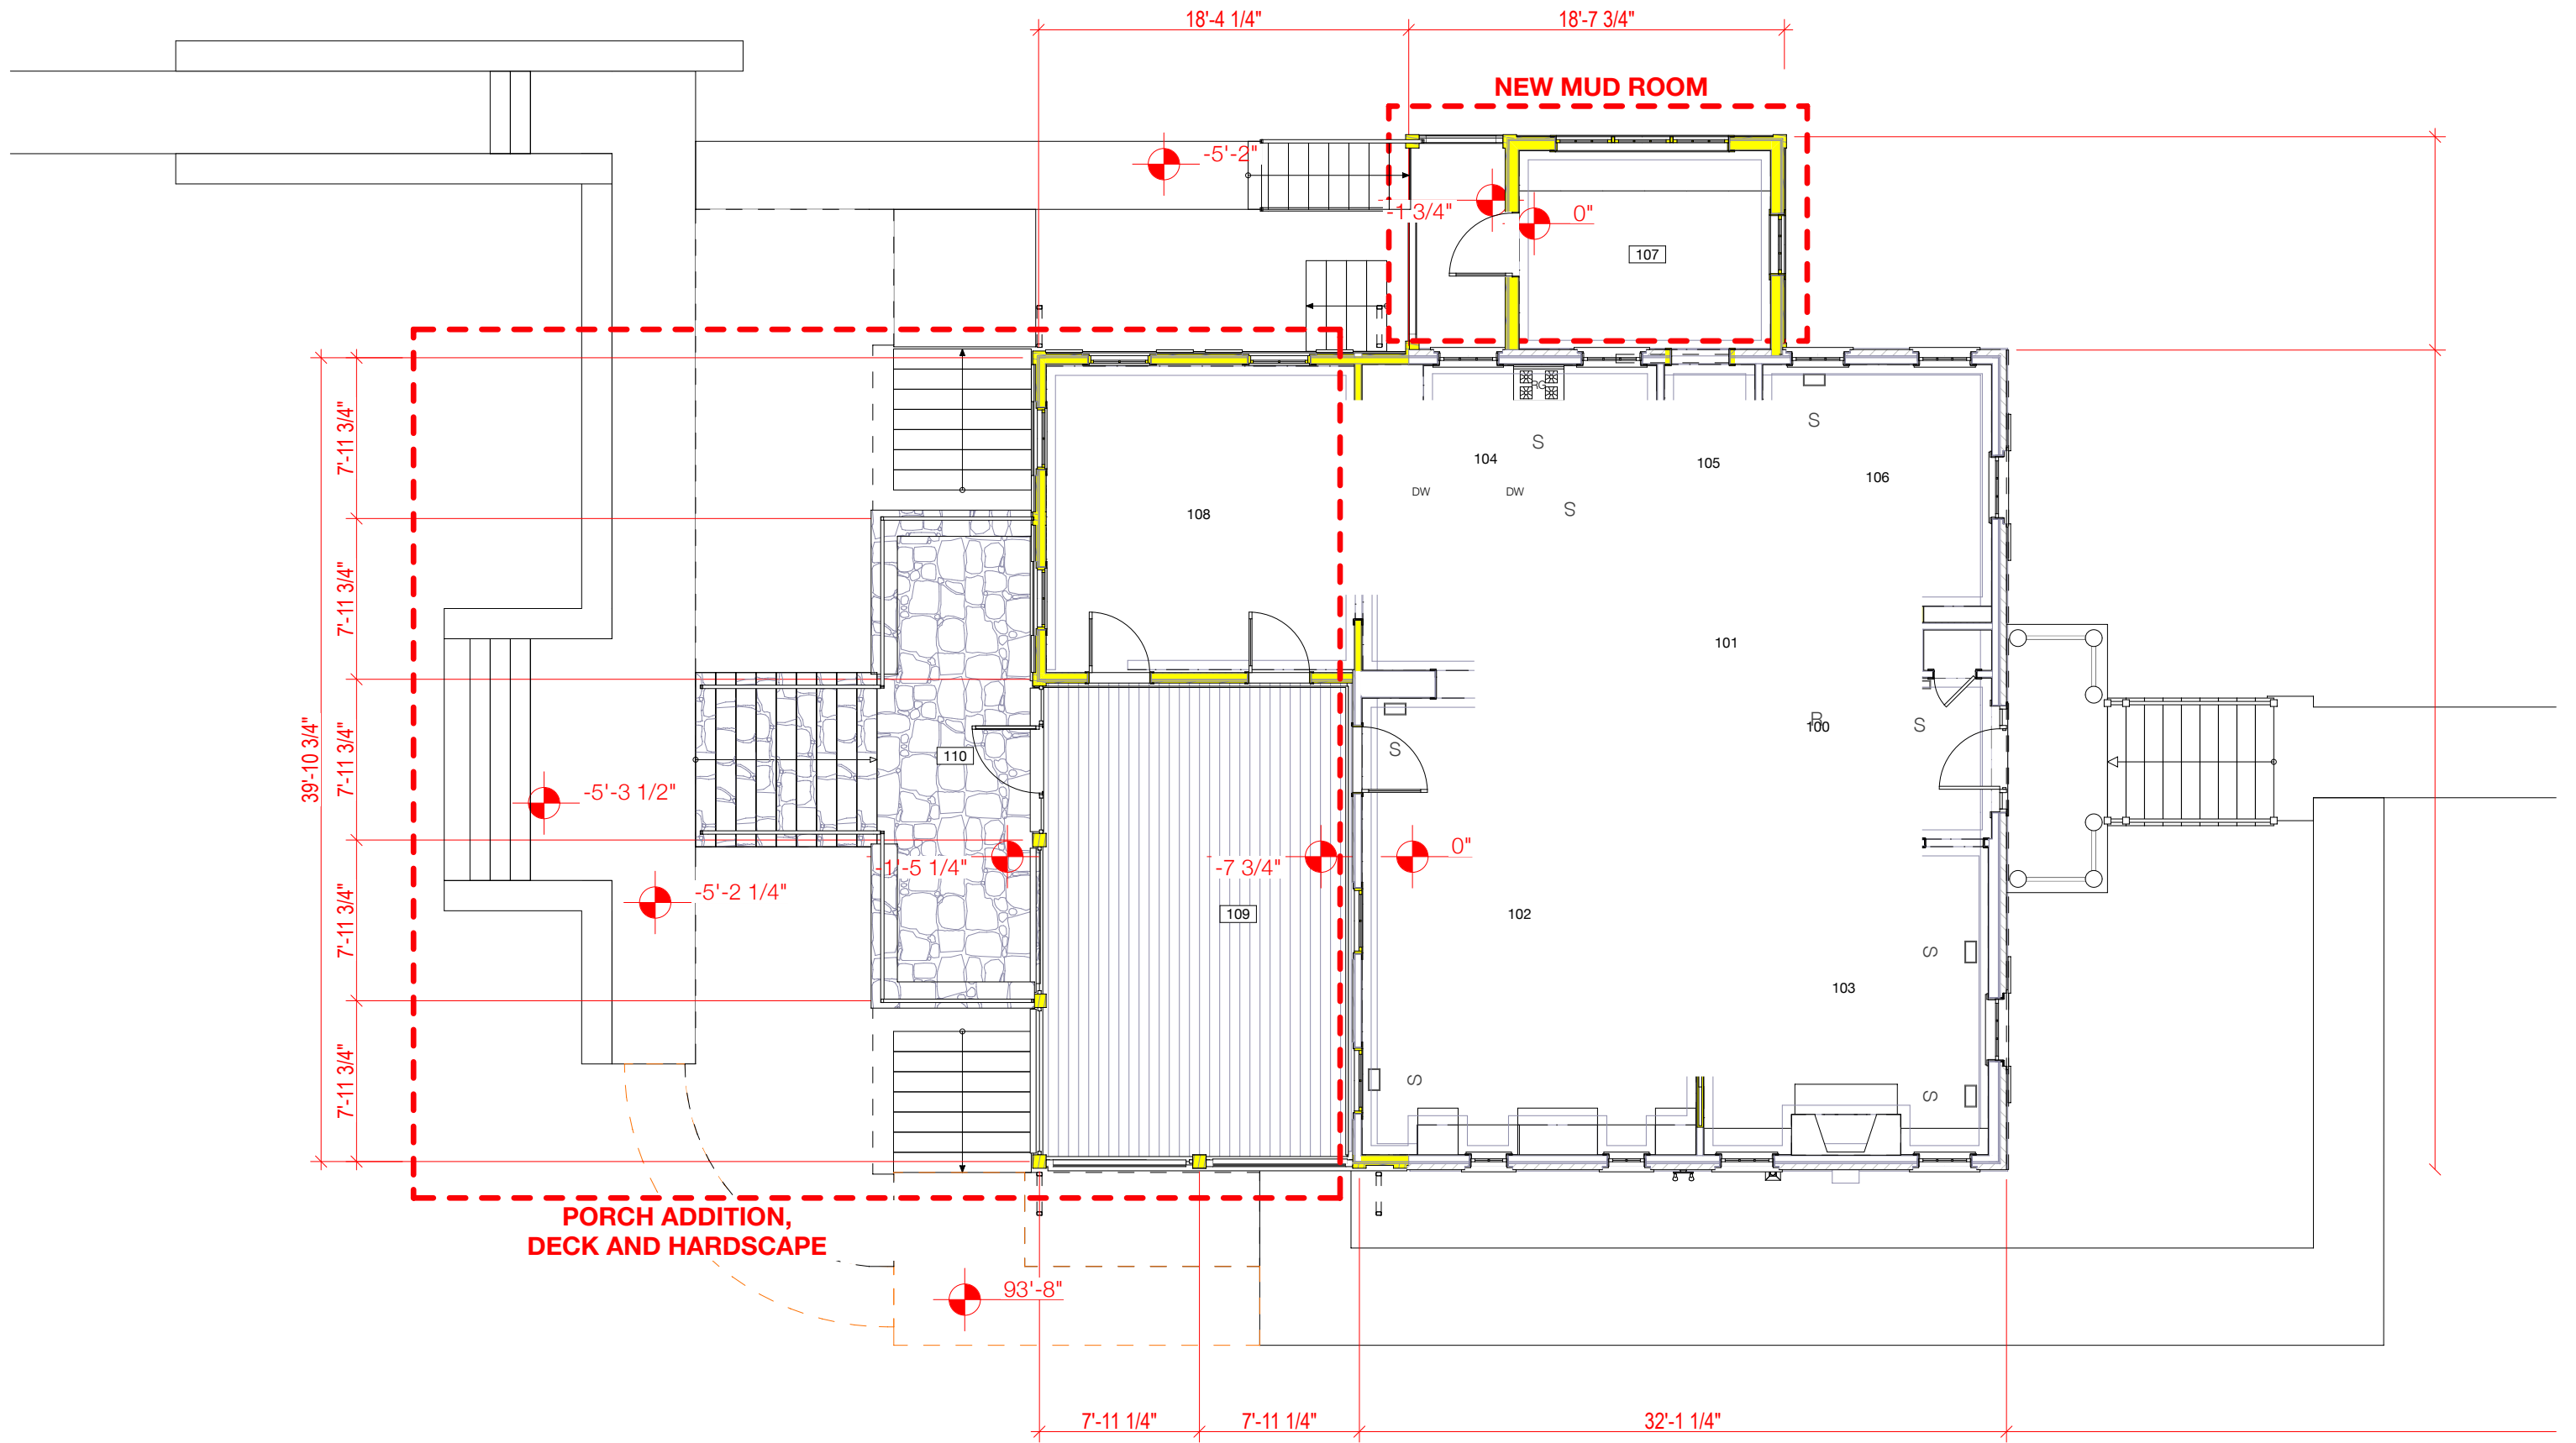 18'-4 1/4"
18'-7 3/4"
NEW MUD ROOM
-5'-2"
-1 3/4"
0"
107
RG
7'-11 3/4"
S
S
104
105
106
DW
DW
S
108
7'-11 3/4"
101
39'-10 3/4"
7'-11 3/4"
110
S
R
100
S
-5'-3 1/2"
-1'-5 1/4"
-7 3/4"
0"
-5'-2 1/4"
7'-11 3/4"
109
102
S
103
7'-11 3/4"
S
S
PORCH ADDITION,
DECK AND HARDSCAPE
93'-8"
7'-11 1/4"
7'-11 1/4"
32'-1 1/4"